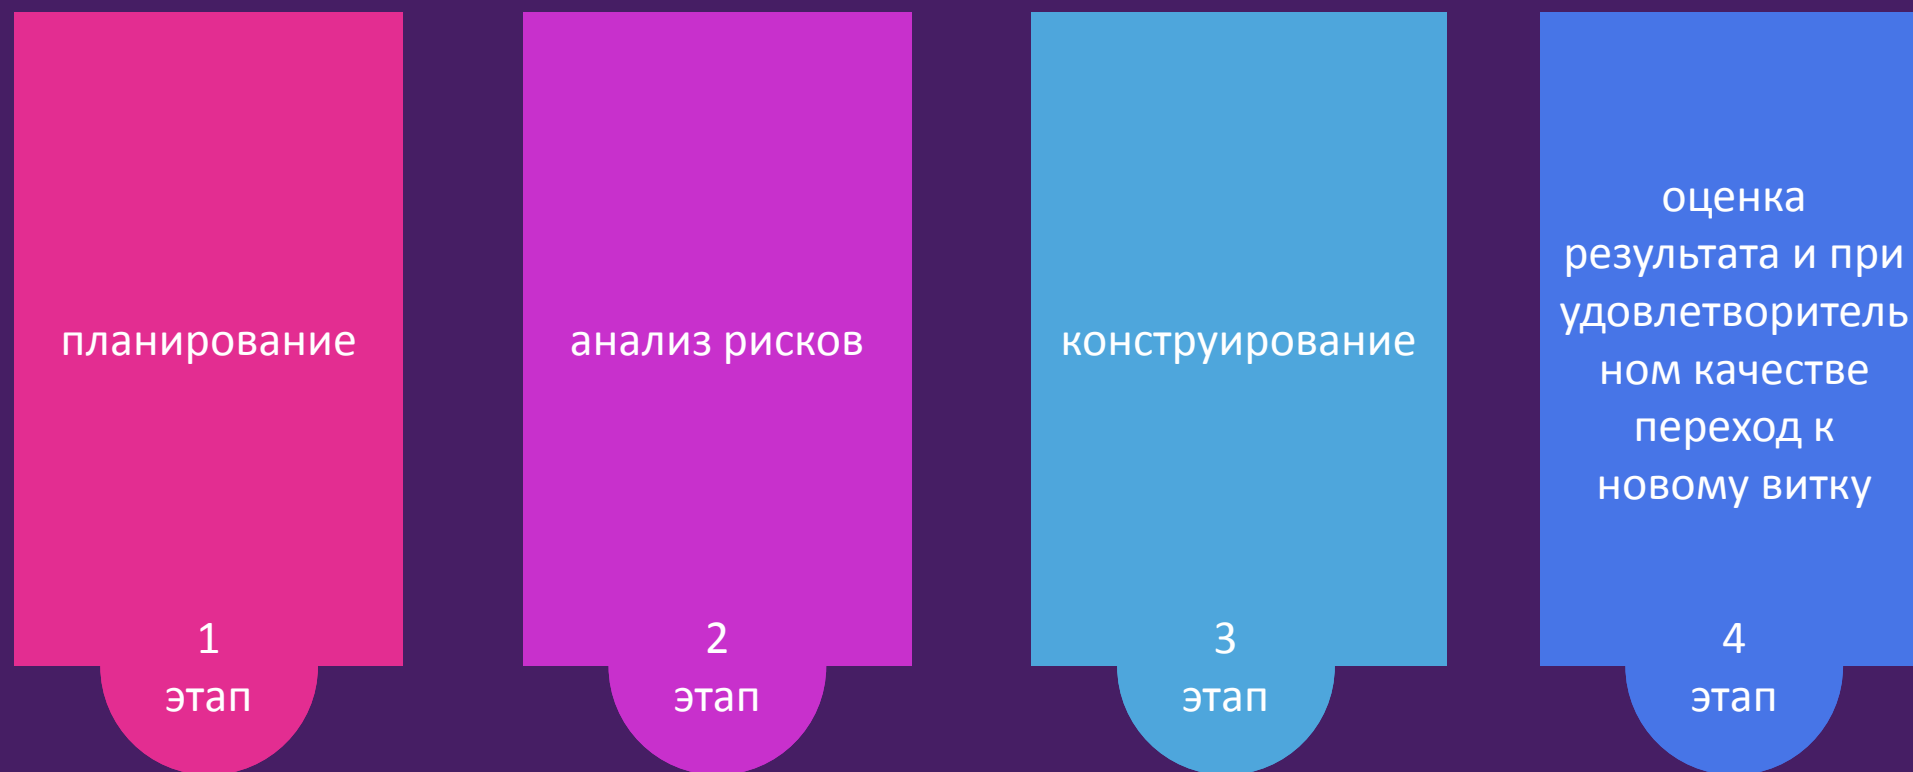 планирование
1
этап
анализ рисков
2
этап
конструирование
3
этап
оценка
результата и при
удовлетворитель
ном качестве
переход к
новому витку
4
этап